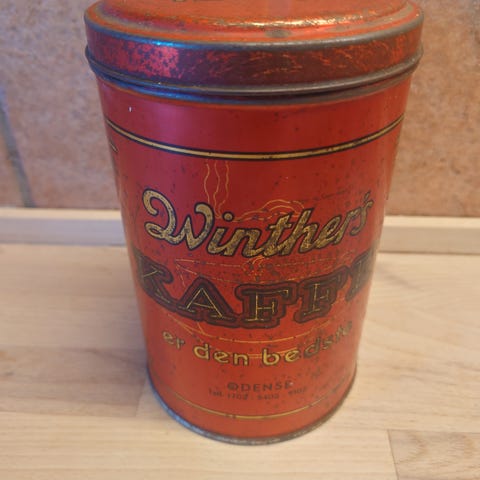 Winther's
KAFFE
er den bedste
ODENSE